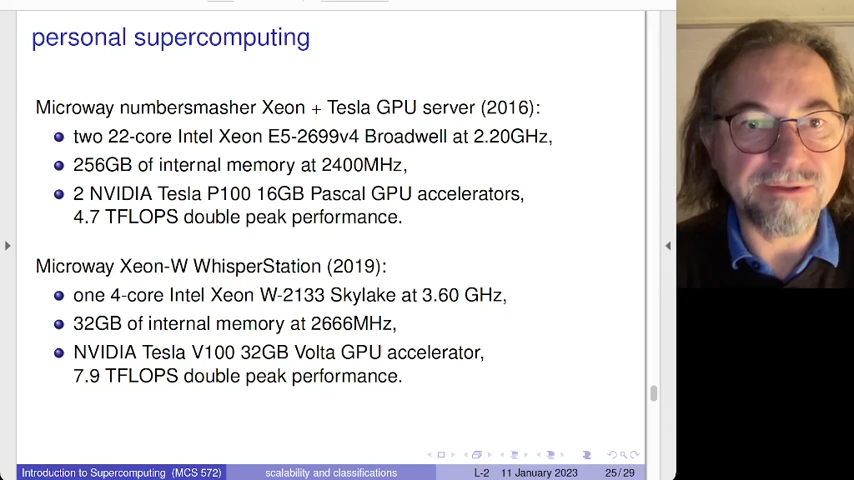 personal supercomputing
Microway numbersmasher Xeon + Tesla GPU server (2016):
two 22-core Intel Xeon E5-2699v4 Broadwell at 2.20GHz,
256GB of internal memory at 2400MHz,
2 NVIDIA Tesla P100 16GB Pascal GPU accelerators,
4.7 TFLOPS double peak performance.
Microway Xeon-W WhisperStation (2019):
one 4-core Intel Xeon W-2133 Skylake at 3.60 GHz,
32GB of internal memory at 2666MHz,
NVIDIA Tesla V100 32GB Volta GPU accelerator,
7.9 TFLOPS double peak performance.
Introduction to Supercomputing (MCS 572) scalability and classifications L-2 11 January 2023 25 / 29